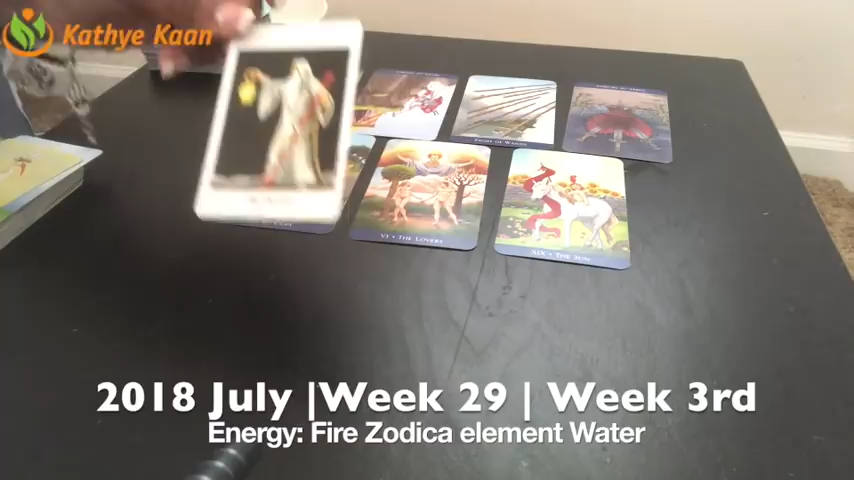 Kathye Kaan
EIGHT OF WANDS
VI • THE LOVERS
XIX • THE SUN
2018 July |Week 29 | Week 3rd
Energy: Fire Zodica element Water